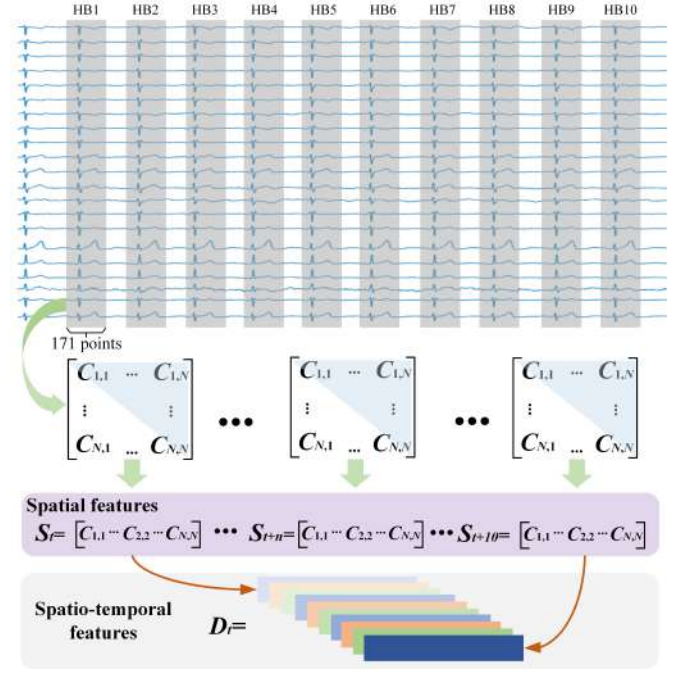 HB1 HB2 HB3 HB4 HB5 HB6 HB7 HB8 HB9 HB10
171 points
[C1,1 ... C1,N ⋮ ⋮ CN,1 ... CN,N] ••• [C1,1 ... C1,N ⋮ ⋮ CN,1 ... CN,N] ••• [C1,1 ... C1,N ⋮ ⋮ CN,1 ... CN,N]
Spatial features
St= [C1,1 ... C2,2 ... CN,N] ••• St+n= [C1,1 ... C2,2 ... CN,N] ••• St+10= [C1,1 ... C2,2 ... CN,N]
Spatio-temporal
features
Dt=